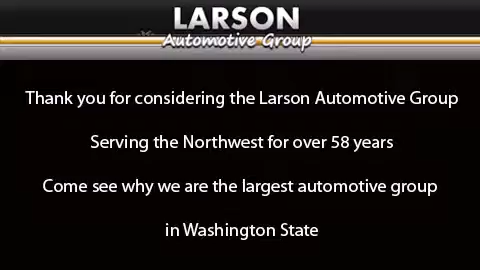 LARSON
Automotive Group
Thank you for considering the Larson Automotive Group
Serving the Northwest for over 58 years
Come see why we are the largest automotive group
in Washington State